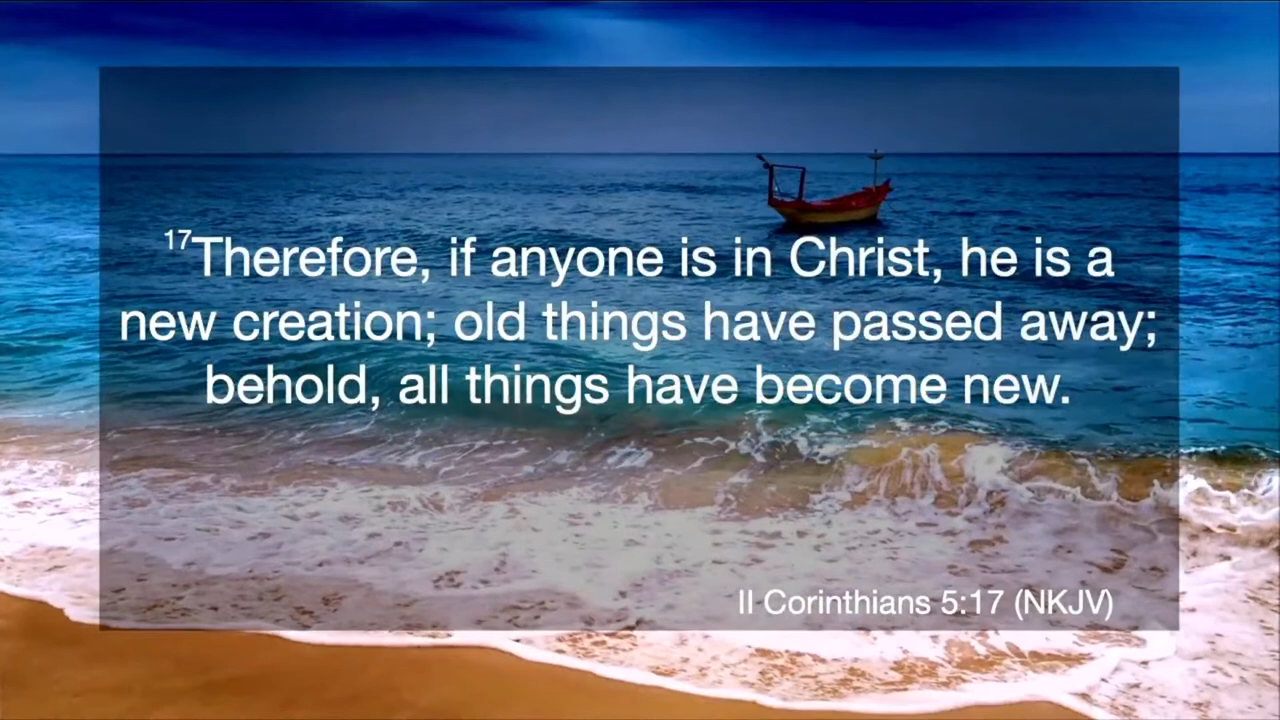 17Therefore, if anyone is in Christ, he is a
new creation; old things have passed away;
behold, all things have become new.
II Corinthians 5:17 (NKJV)